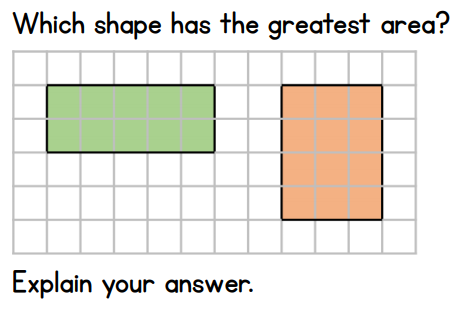 Which shape has the greatest area?
Explain your answer.